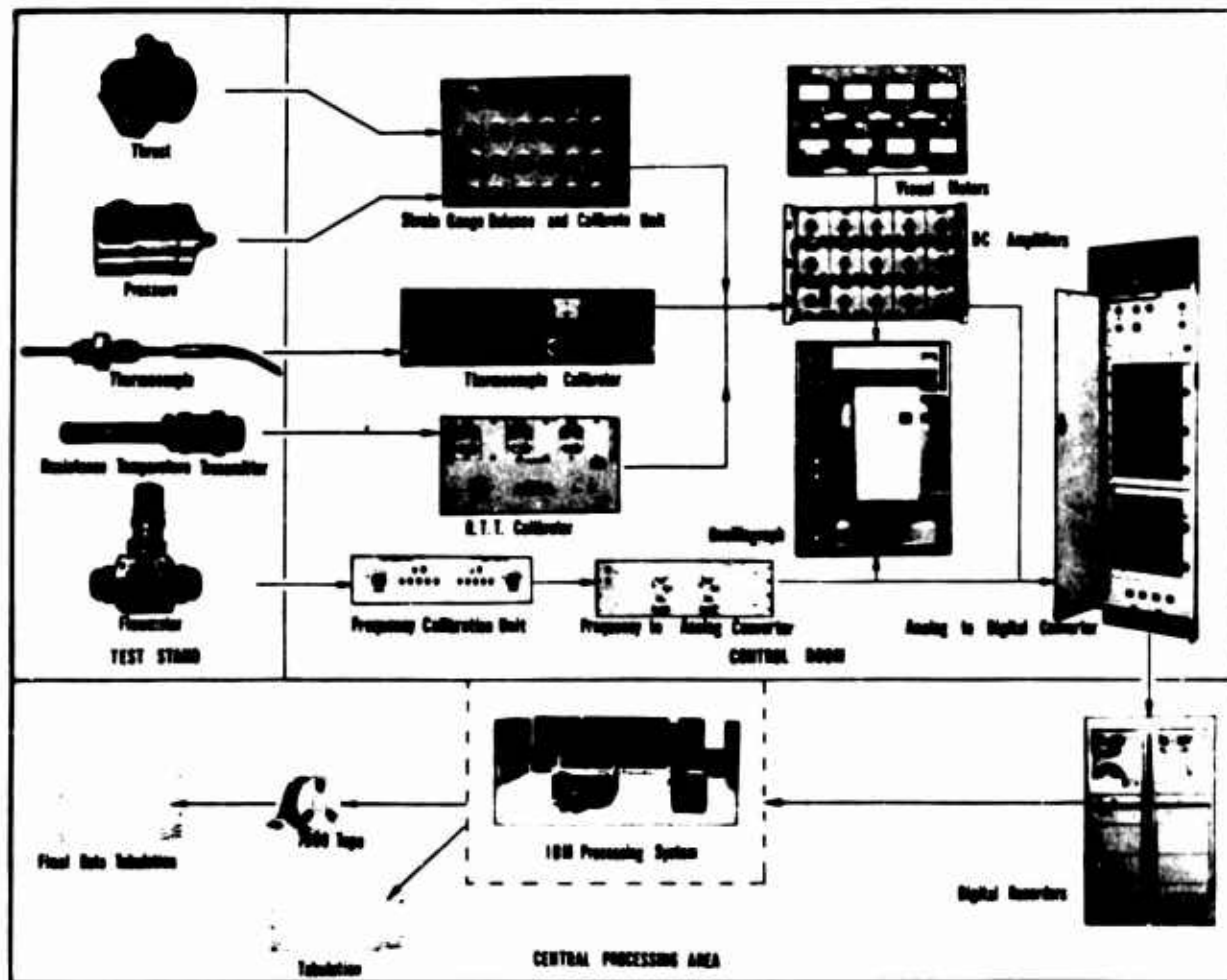 Thrust
Strain Gauge Balance and Calibrate Unit
Visual Meters
DC Amplifiers
Pressure
Thermocouple
Thermocouple Calibrator
Resistance Temperature Transmitter
R.T.T. Calibrator
Oscillograph
Flowmeter
Frequency Calibration Unit
Frequency to Analog Converter
Analog to Digital Converter
TEST STAND
CONTROL ROOM
Final Data Tabulation
Tape
IBM Processing System
Digital Recorders
Tabulation
CENTRAL PROCESSING AREA